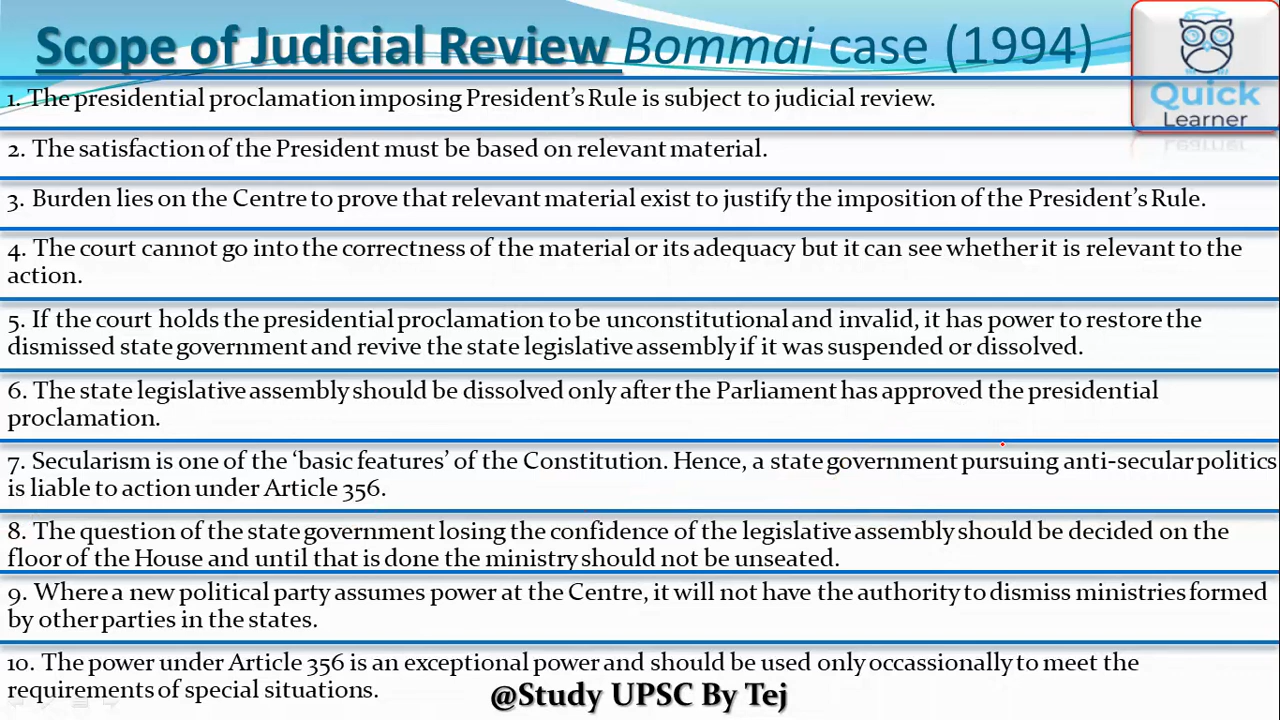 Scope of Judicial Review Bommai case (1994)
Quick
Learner
1. The presidential proclamation imposing President's Rule is subject to judicial review.
2. The satisfaction of the President must be based on relevant material.
3. Burden lies on the Centre to prove that relevant material exist to justify the imposition of the President's Rule.
4. The court cannot go into the correctness of the material or its adequacy but it can see whether it is relevant to the
action.
5. If the court holds the presidential proclamation to be unconstitutional and invalid, it has power to restore the
dismissed state government and revive the state legislative assembly if it was suspended or dissolved.
6. The state legislative assembly should be dissolved only after the Parliament has approved the presidential
proclamation.
7. Secularism is one of the 'basic features' of the Constitution. Hence, a state government pursuing anti-secular politics
is liable to action under Article 356.
8. The question of the state government losing the confidence of the legislative assembly should be decided on the
floor of the House and until that is done the ministry should not be unseated.
9. Where a new political party assumes power at the Centre, it will not have the authority to dismiss ministries formed
by other parties in the states.
10. The power under Article 356 is an exceptional power and should be used only occassionally to meet the
requirements of special situations.
@Study UPSC By Tej